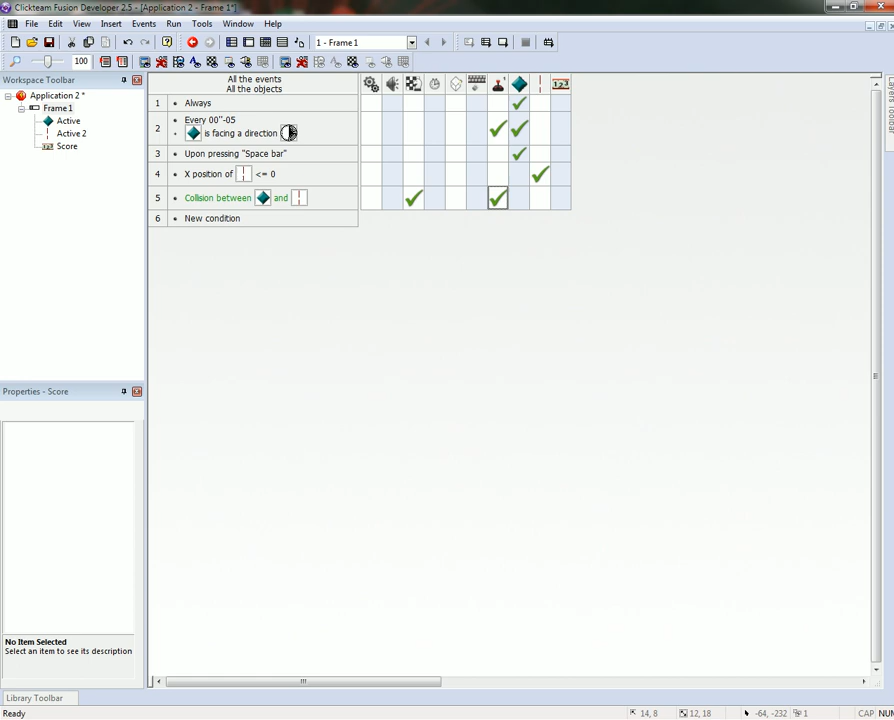 Clickteam Fusion Developer 2.5 - [Application 2 - Frame 1*]
File Edit View Insert Events Run Tools Window Help
1 - Frame 1
100
Workspace Toolbar
Application 2 *
Frame 1
Active
Active 2
Score
All the events
All the objects
1 • Always
2 • Every 00"-05
• is facing a direction
3 • Upon pressing "Space bar"
4 • X position of <= 0
5 • Collision between and
6 • New condition
Layers Toolbar
Properties - Score
No Item Selected
Select an item to see its description
Library Toolbar
Ready
14, 8
12, 18
-64, -232
1
CAP
NUM